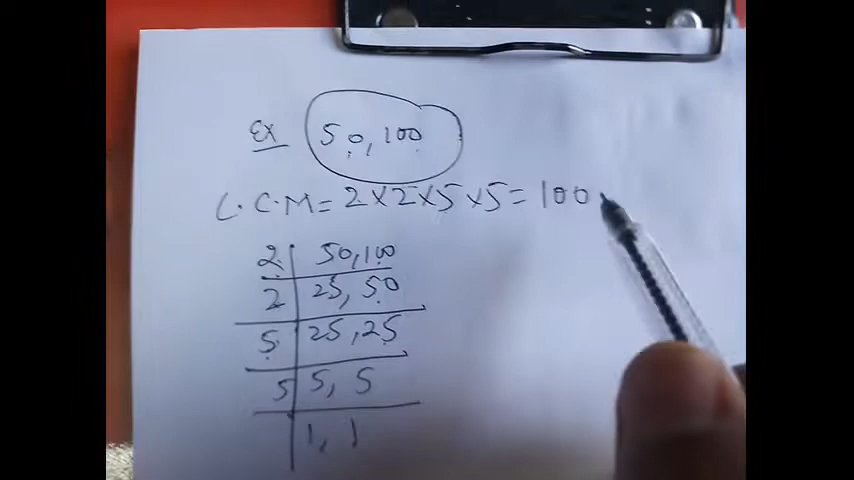 Ex 50,100
L.C.M = 2×2×5×5=100
2 | 50,100
2 | 25, 50
5 | 25,25
5 | 5, 5
| 1, 1